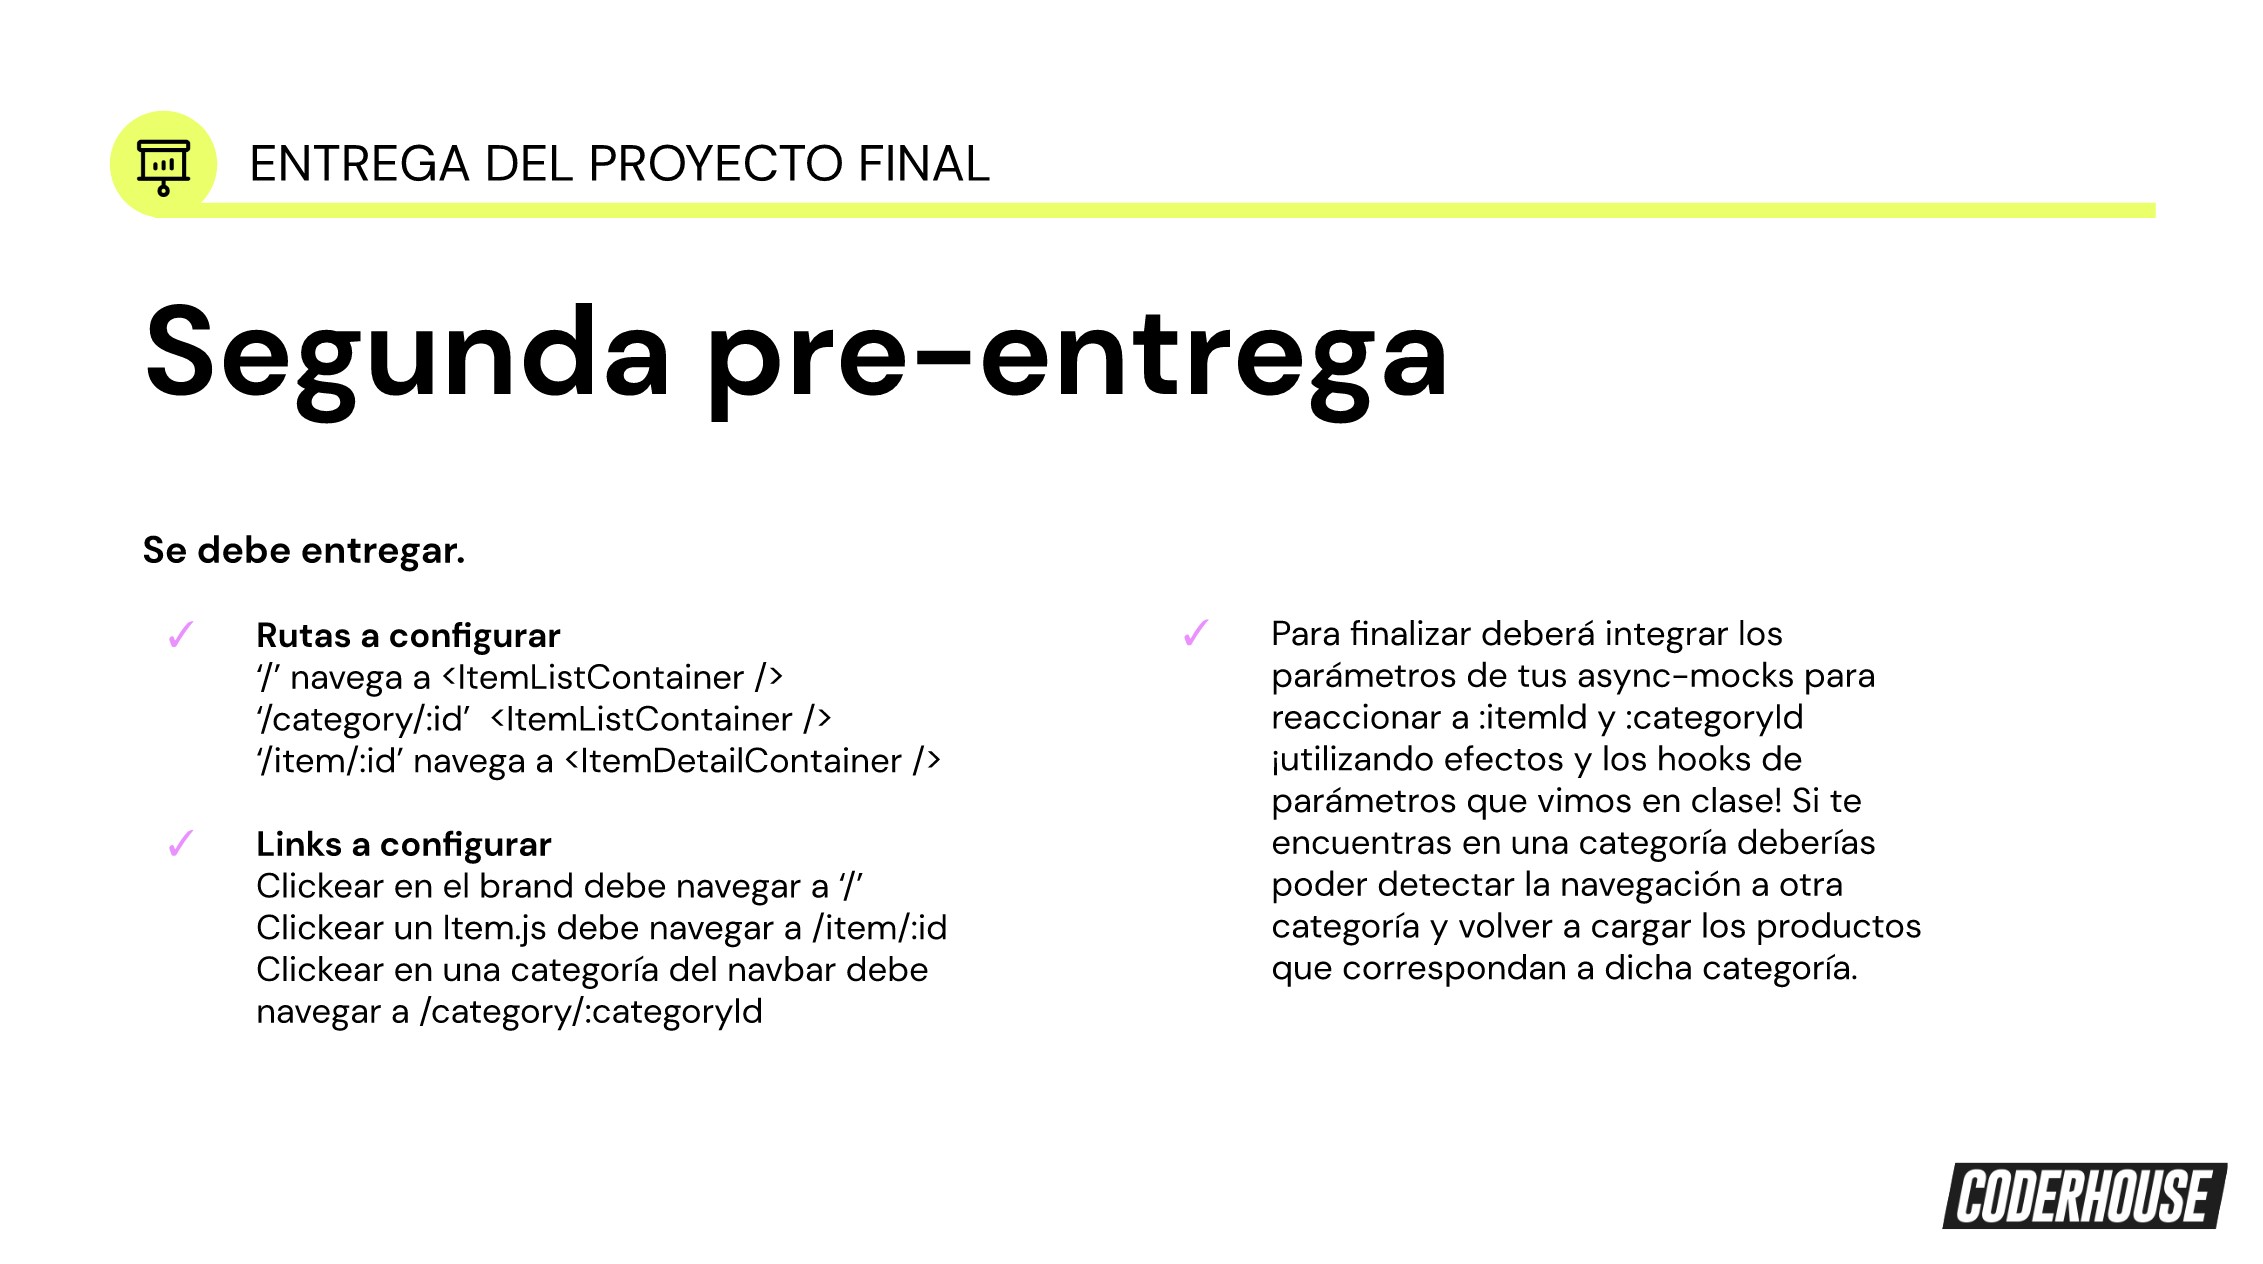 ENTREGA DEL PROYECTO FINAL
Segunda pre-entrega
Se debe entregar.
✓ Rutas a configurar
‘/’ navega a <ItemListContainer />
‘/category/:id’  <ItemListContainer />
‘/item/:id’ navega a <ItemDetailContainer />
✓ Links a configurar
Clickear en el brand debe navegar a ‘/’
Clickear un Item.js debe navegar a /item/:id
Clickear en una categoría del navbar debe
navegar a /category/:categoryId
✓ Para finalizar deberá integrar los
parámetros de tus async-mocks para
reaccionar a :itemId y :categoryId
¡utilizando efectos y los hooks de
parámetros que vimos en clase! Si te
encuentras en una categoría deberías
poder detectar la navegación a otra
categoría y volver a cargar los productos
que correspondan a dicha categoría.
CODERHOUSE